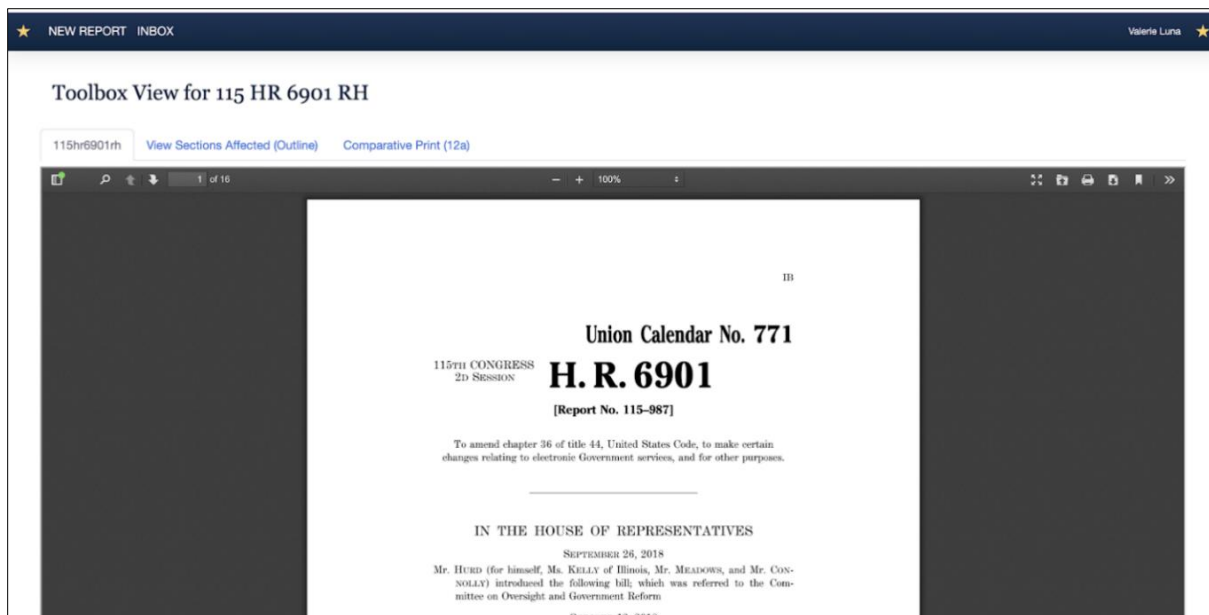 NEW REPORT INBOX
Valerie Luna
Toolbox View for 115 HR 6901 RH
115hr6901rh View Sections Affected (Outline) Comparative Print (12a)
1 of 16
100%
IB
Union Calendar No. 771
115TH CONGRESS
2D SESSION
H. R. 6901
[Report No. 115–987]
To amend chapter 36 of title 44, United States Code, to make certain
changes relating to electronic Government services, and for other purposes.
IN THE HOUSE OF REPRESENTATIVES
SEPTEMBER 26, 2018
Mr. HURD (for himself, Ms. KELLY of Illinois, Mr. MEADOWS, and Mr. CON-
NOLLY) introduced the following bill; which was referred to the Com-
mittee on Oversight and Government Reform